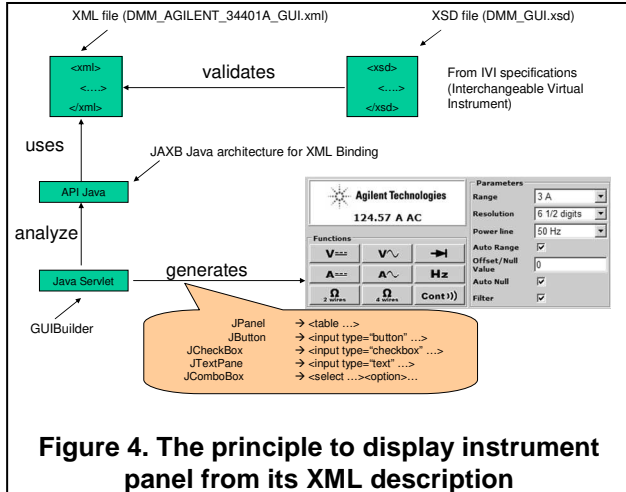 XML file (DMM_AGILENT_34401A_GUI.xml)
XSD file (DMM_GUI.xsd)
<xml>
<....>
</xml>
validates
<xsd>
<....>
</xsd>
From IVI specifications
(Interchangeable Virtual
Instrument)
uses
JAXB Java architecture for XML Binding
API Java
analyze
Java Servlet
generates
GUIBuilder
Agilent Technologies
124.57 A AC
Functions
V⎓ V∿
A⎓ A∿ Hz
Ω 2 wires Ω 4 wires Cont)))
Parameters
Range 3 A
Resolution 6 1/2 digits
Power line 50 Hz
Auto Range
Offset/Null
Value 0
Auto Null
Filter
JPanel → <table …>
JButton → <input type=“button” …>
JCheckBox → <input type=“checkbox” …>
JTextPane → <input type=“text” …>
JComboBox → <select …><option>…
Figure 4. The principle to display instrument
panel from its XML description